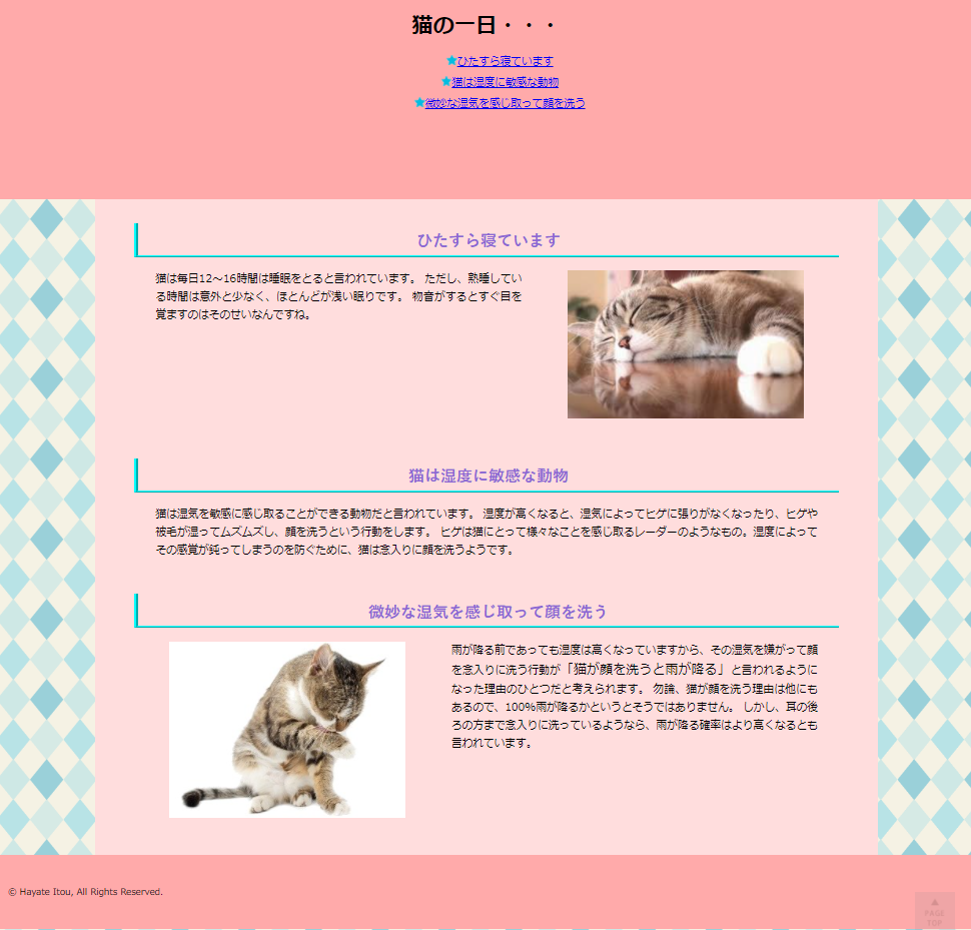 猫の一日・・・
★ひたすら寝ています
★猫は湿度に敏感な動物
★微妙な湿気を感じ取って顔を洗う
ひたすら寝ています
猫は毎日12～16時間は睡眠をとると言われています。 ただし、熟睡してい
る時間は意外と少なく、ほとんどが浅い眠りです。 物音がするとすぐ目を
覚ますのはそのせいなんですね。
猫は湿度に敏感な動物
猫は湿気を敏感に感じ取ることができる動物だと言われています。 湿度が高くなると、湿気によってヒゲに張りがなくなったり、ヒゲや
被毛が湿ってムズムズし、顔を洗うという行動をします。 ヒゲは猫にとって様々なことを感じ取るレーダーのようなもの。湿度によって
その感覚が鈍ってしまうのを防ぐために、猫は念入りに顔を洗うようです。
微妙な湿気を感じ取って顔を洗う
雨が降る前であっても湿度は高くなっていますから、その湿気を嫌がって顔
を念入りに洗う行動が「猫が顔を洗うと雨が降る」と言われるように
なった理由のひとつだと考えられます。 勿論、猫が顔を洗う理由は他にも
あるので、100%雨が降るかというとそうではありません。 しかし、耳の後
ろの方まで念入りに洗っているようなら、雨が降る確率はより高くなるとも
言われています。
© Hayate Itou, All Rights Reserved.
▲
PAGE
TOP